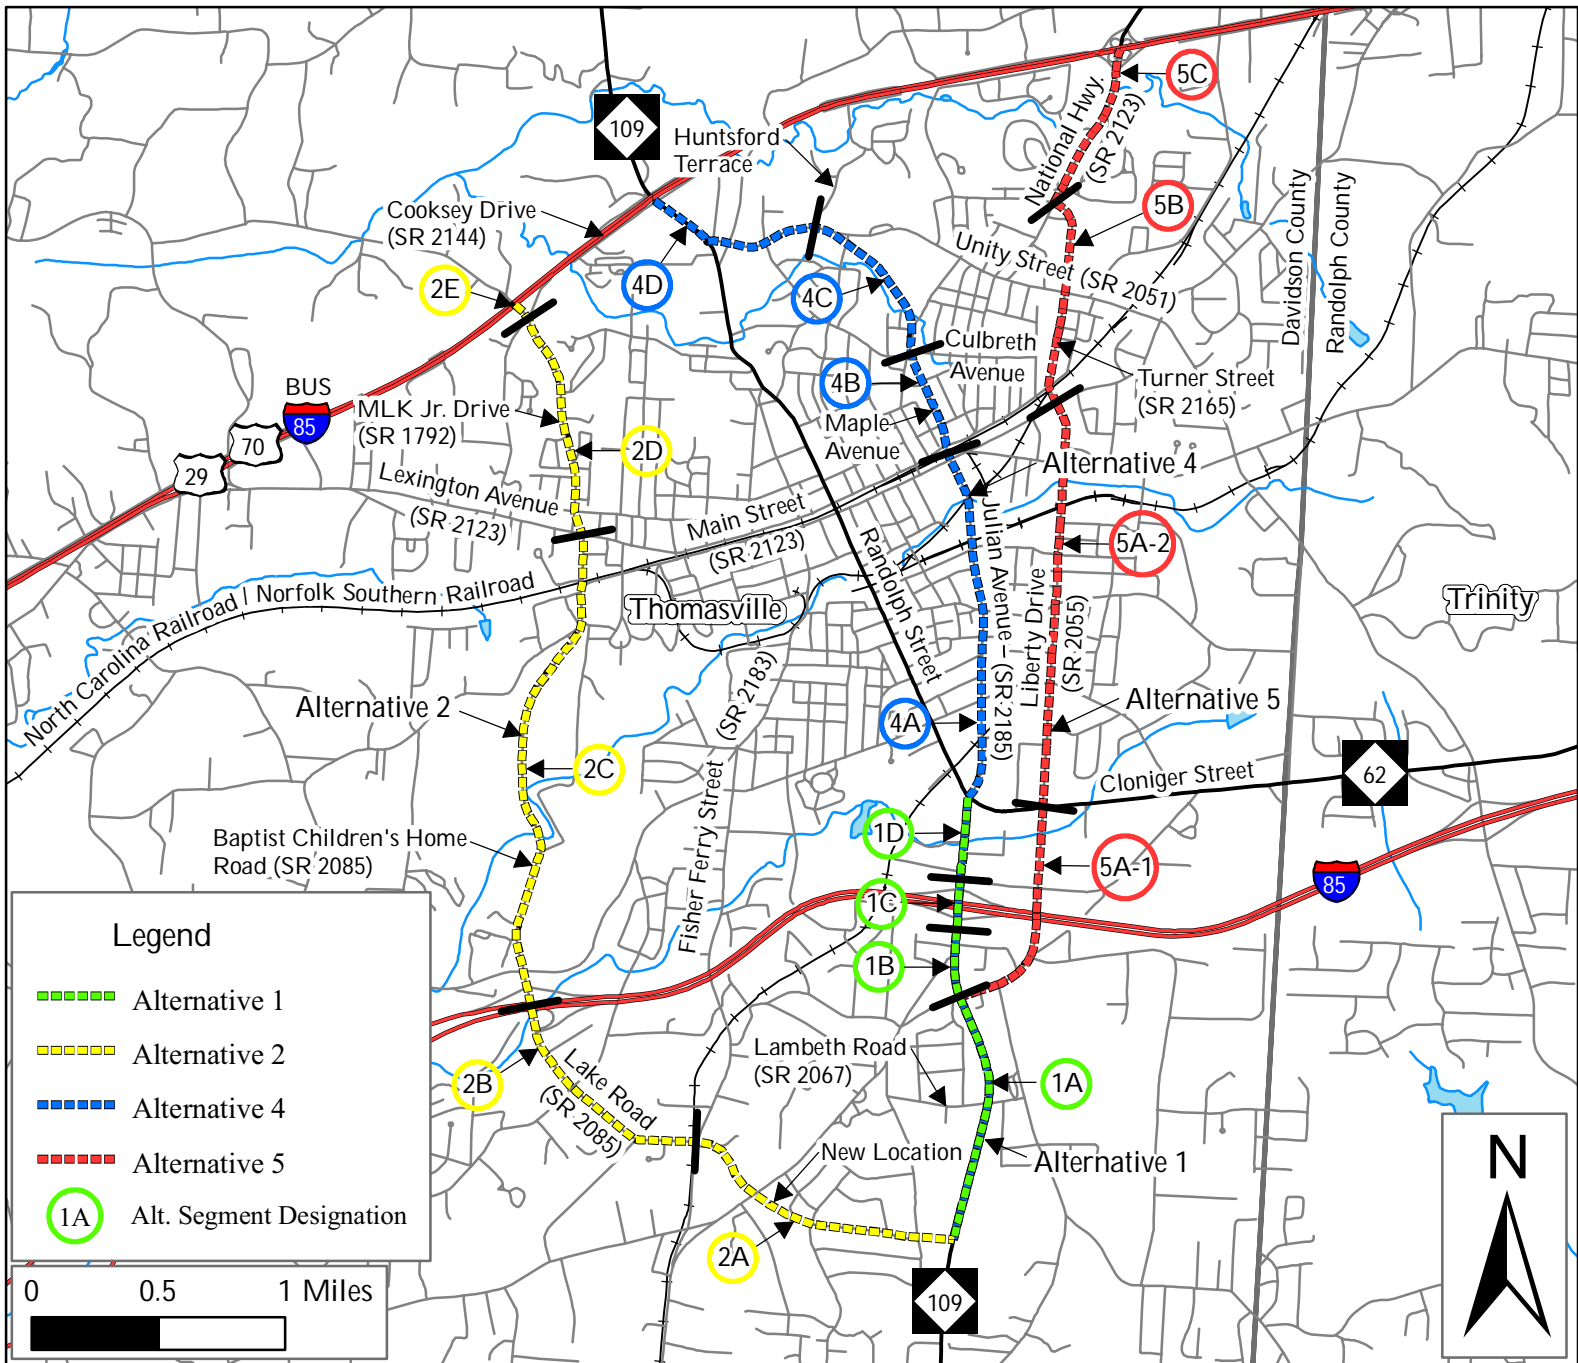 5C
109
Huntsford
Terrace
National Hwy.
(SR 2123)
Davidson County
Randolph County
5B
Cooksey Drive
(SR 2144)
Unity Street (SR 2051)
2E
4D
4C
Culbreth
Avenue
4B
Turner Street
(SR 2165)
BUS
85
70
29
MLK Jr. Drive
(SR 1792)
Maple
Avenue
2D
Alternative 4
Lexington Avenue
(SR 2123)
Main Street
(SR 2123)
Julian Avenue – (SR 2185)
5A-2
Randolph Street
Liberty Drive
(SR 2055)
North Carolina Railroad | Norfolk Southern Railroad
Thomasville
Trinity
Alternative 2
(SR 2183)
Fisher Ferry Street
4A
Alternative 5
2C
Cloniger Street
62
Baptist Children's Home
Road (SR 2085)
1D
5A-1
85
1C
1B
Lake Road
(SR 2085)
2B
Lambeth Road
(SR 2067)
1A
New Location
Alternative 1
2A
109
Legend
Alternative 1
Alternative 2
Alternative 4
Alternative 5
1A Alt. Segment Designation
0 0.5 1 Miles
N